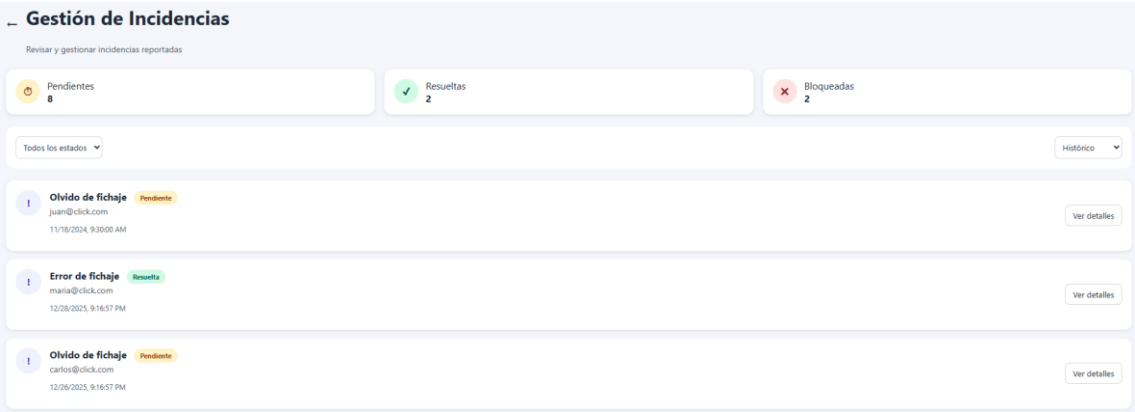 ← Gestión de Incidencias
Revisar y gestionar incidencias reportadas
Pendientes
8
Resueltas
2
Bloqueadas
2
Todos los estados
Histórico
! Olvido de fichaje Pendiente
juan@click.com
11/18/2024, 9:30:00 AM
Ver detalles
! Error de fichaje Resuelta
maria@click.com
12/28/2025, 9:16:57 PM
Ver detalles
! Olvido de fichaje Pendiente
carlos@click.com
12/26/2025, 9:16:57 PM
Ver detalles